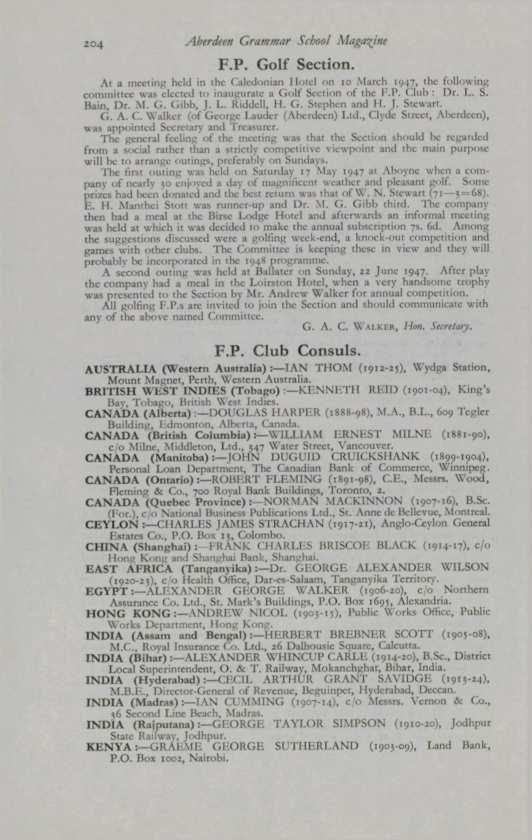 204
Aberdeen Grammar School Magazine
F.P. Golf Section.
At a meeting held in the Caledonian Hotel on 10 March 1947, the following
committee was elected to inaugurate a Golf Section of the F.P. Club : Dr. L. S.
Bain, Dr. M. G. Gibb, J. L. Riddell, H. G. Stephen and H. J. Stewart.
G. A. C. Walker (of George Lauder (Aberdeen) Ltd., Clyde Street, Aberdeen),
was appointed Secretary and Treasurer.
The general feeling of the meeting was that the Section should be regarded
from a social rather than a strictly competitive viewpoint and the main purpose
will be to arrange outings, preferably on Sundays.
The first outing was held on Saturday 17 May 1947 at Aboyne when a com-
pany of nearly 30 enjoyed a day of magnificent weather and pleasant golf. Some
prizes had been donated and the best return was that of W. N. Stewart (71—3=68).
E. H. Manthei Stott was runner-up and Dr. M. G. Gibb third. The company
then had a meal at the Birse Lodge Hotel and afterwards an informal meeting
was held at which it was decided to make the annual subscription 7s. 6d. Among
the suggestions discussed were a golfing week-end, a knock-out competition and
games with other clubs. The Committee is keeping these in view and they will
probably be incorporated in the 1948 programme.
A second outing was held at Ballater on Sunday, 22 June 1947. After play
the company had a meal in the Loirston Hotel, when a very handsome trophy
was presented to the Section by Mr. Andrew Walker for annual competition.
All golfing F.P.s are invited to join the Section and should communicate with
any of the above named Committee.
G. A. C. Walker, Hon. Secretary.
F.P. Club Consuls.
AUSTRALIA (Western Australia) :—IAN THOM (1912-25), Wydga Station,
Mount Magnet, Perth, Western Australia.
BRITISH WEST INDIES (Tobago) :—KENNETH REID (1901-04), King's
Bay, Tobago, British West Indies.
CANADA (Alberta) :—DOUGLAS HARPER (1888-98), M.A., B.L., 609 Tegler
Building, Edmonton, Alberta, Canada.
CANADA (British Columbia) :—WILLIAM ERNEST MILNE (1881-90),
c/o Milne, Middleton, Ltd., 547 Water Street, Vancouver.
CANADA (Manitoba) :—JOHN DUGUID CRUICKSHANK (1899-1904),
Personal Loan Department, The Canadian Bank of Commerce, Winnipeg.
CANADA (Ontario) :—ROBERT FLEMING (1891-98), C.E., Messrs. Wood,
Fleming & Co., 700 Royal Bank Buildings, Toronto, 2.
CANADA (Quebec Province) :—NORMAN MACKINNON (1907-16), B.Sc.
(For.), c/o National Business Publications Ltd., St. Anne de Bellevue, Montreal.
CEYLON :—CHARLES JAMES STRACHAN (1917-21), Anglo-Ceylon General
Estates Co., P.O. Box 13, Colombo.
CHINA (Shanghai) :—FRANK CHARLES BRISCOE BLACK (1914-17), c/o
Hong Kong and Shanghai Bank, Shanghai.
EAST AFRICA (Tanganyika) :—Dr. GEORGE ALEXANDER WILSON
(1920-23), c/o Health Office, Dar-es-Salaam, Tanganyika Territory.
EGYPT :—ALEXANDER GEORGE WALKER (1906-20), c/o Northern
Assurance Co. Ltd., St. Mark's Buildings, P.O. Box 1695, Alexandria.
HONG KONG :—ANDREW NICOL (1903-15), Public Works Office, Public
Works Department, Hong Kong.
INDIA (Assam and Bengal) :—HERBERT BREBNER SCOTT (1905-08),
M.C., Royal Insurance Co. Ltd., 26 Dalhousie Square, Calcutta.
INDIA (Bihar) :—ALEXANDER WHINCUP CARLE (1914-20), B.Sc., District
Local Superintendent, O. & T. Railway, Mokanchghat, Bihar, India.
INDIA (Hyderabad) :—CECIL ARTHUR GRANT SAVIDGE (1913-24),
M.B.E., Director-General of Revenue, Beguinpet, Hyderabad, Deccan.
INDIA (Madras) :—IAN CUMMING (1907-14), c/o Messrs. Vernon & Co.,
36 Second Line Beach, Madras.
INDIA (Rajputana) :—GEORGE TAYLOR SIMPSON (1910-20), Jodhpur
State Railway, Jodhpur.
KENYA :—GRAEME GEORGE SUTHERLAND (1903-09), Land Bank,
P.O. Box 1002, Nairobi.